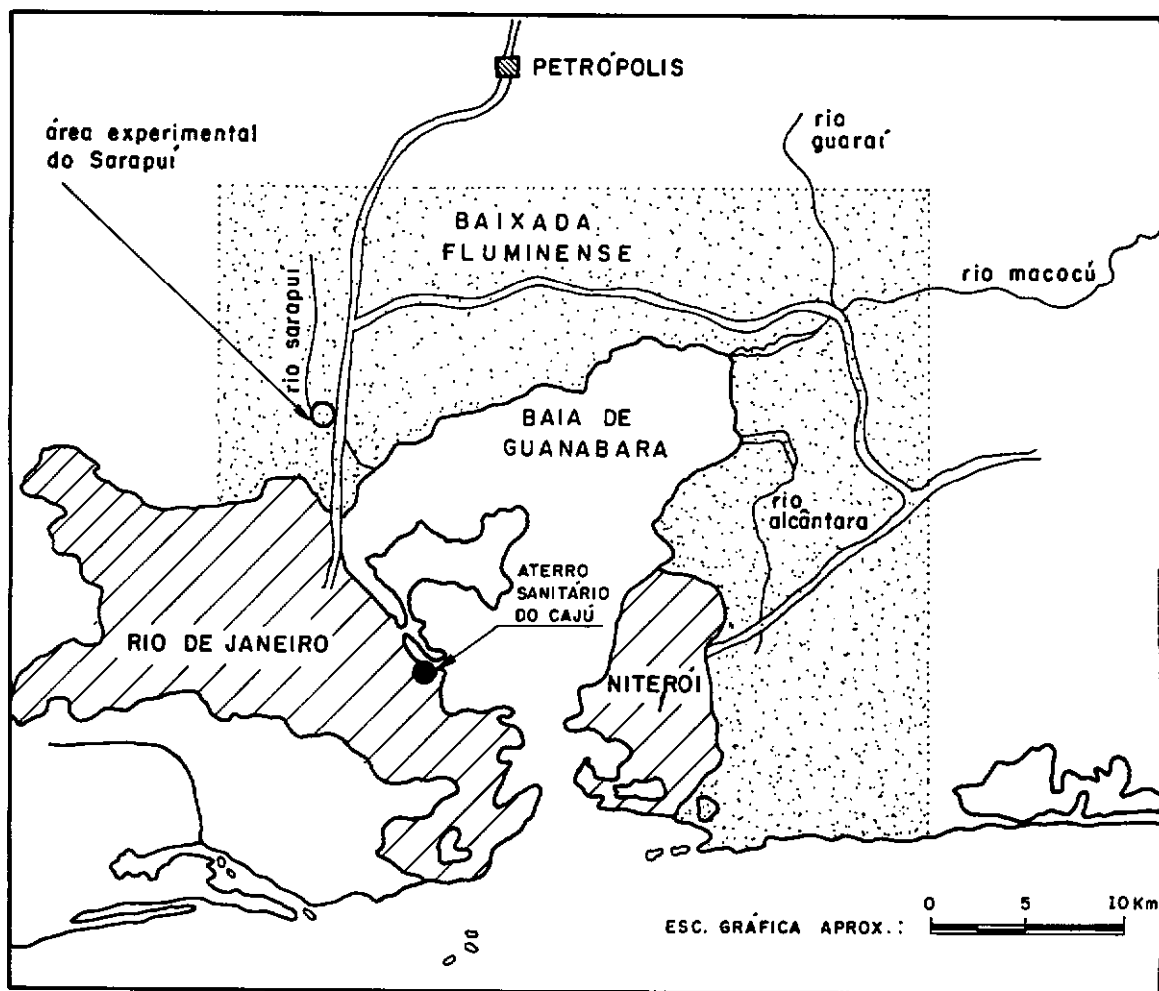 PETRÓPOLIS
área experimental
do Sarapuí
rio
guaraí
BAIXADA
FLUMINENSE
rio macacú
rio sarapuí
BAIA DE
GUANABARA
rio
alcântara
ATERRO
SANITÁRIO
DO CAJÚ
RIO DE JANEIRO
NITERÓI
0 5 10 Km
ESC. GRÁFICA APROX.: